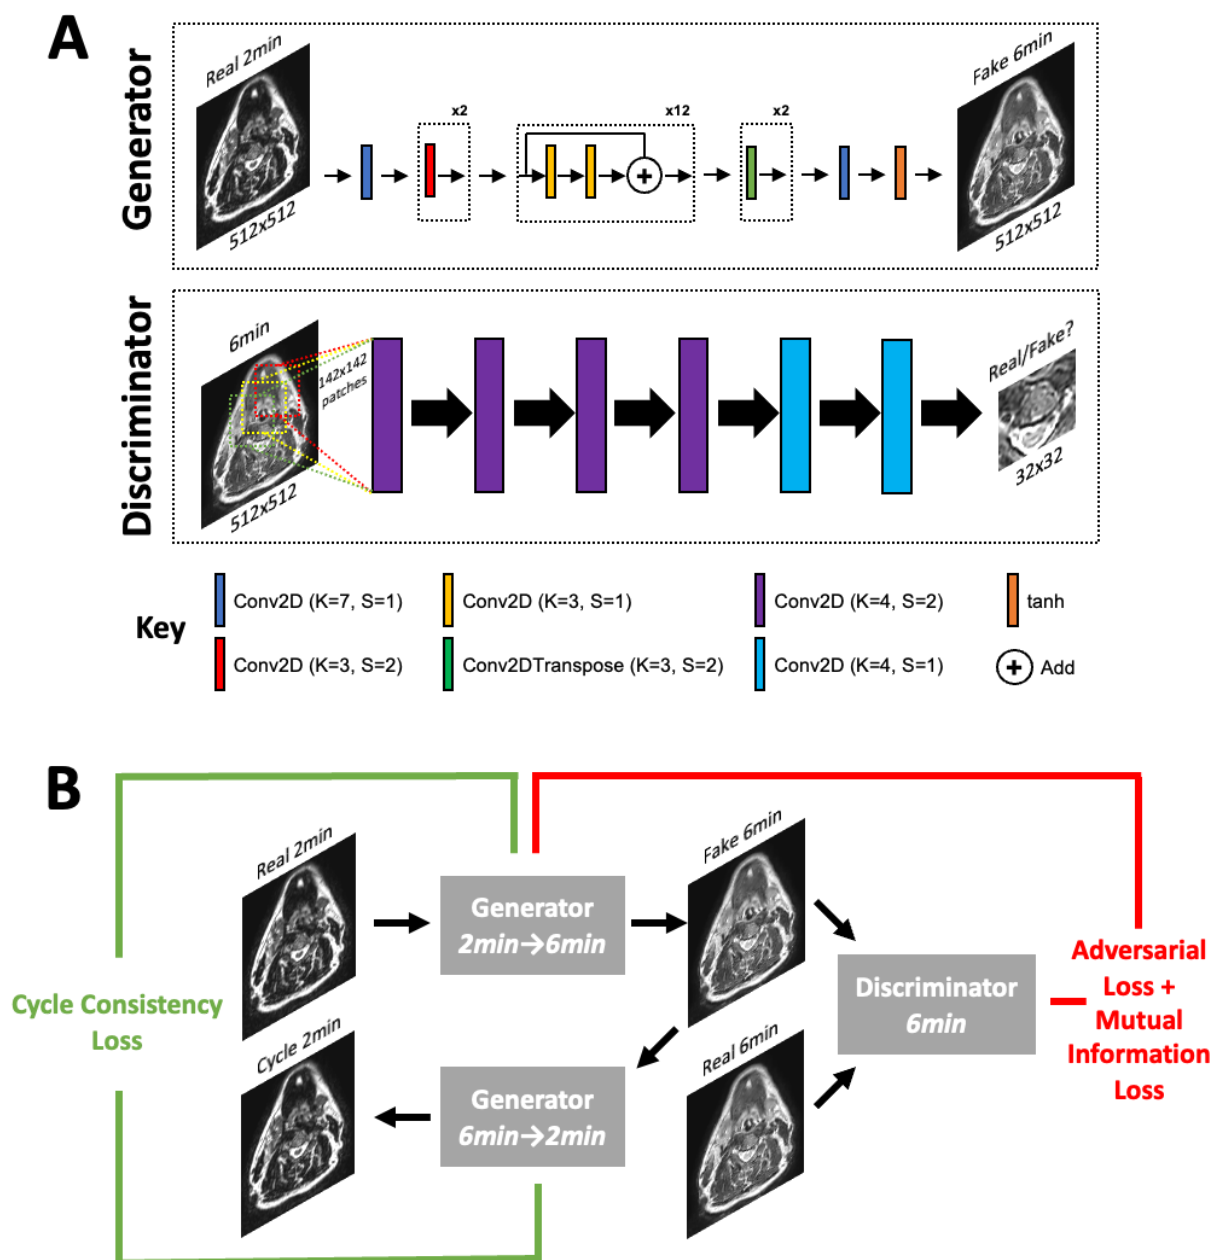 A
Generator
Real 2min
512x512
x2
x12
x2
Fake 6min
512x512
Discriminator
6min
512x512
142x142
patches
Real/Fake?
32x32
Key
Conv2D (K=7, S=1)
Conv2D (K=3, S=1)
Conv2D (K=4, S=2)
tanh
Conv2D (K=3, S=2)
Conv2DTranspose (K=3, S=2)
Conv2D (K=4, S=1)
Add
B
Real 2min
Generator
2min→6min
Fake 6min
Cycle Consistency
Loss
Discriminator
6min
Adversarial
Loss +
Mutual
Information
Loss
Cycle 2min
Generator
6min→2min
Real 6min